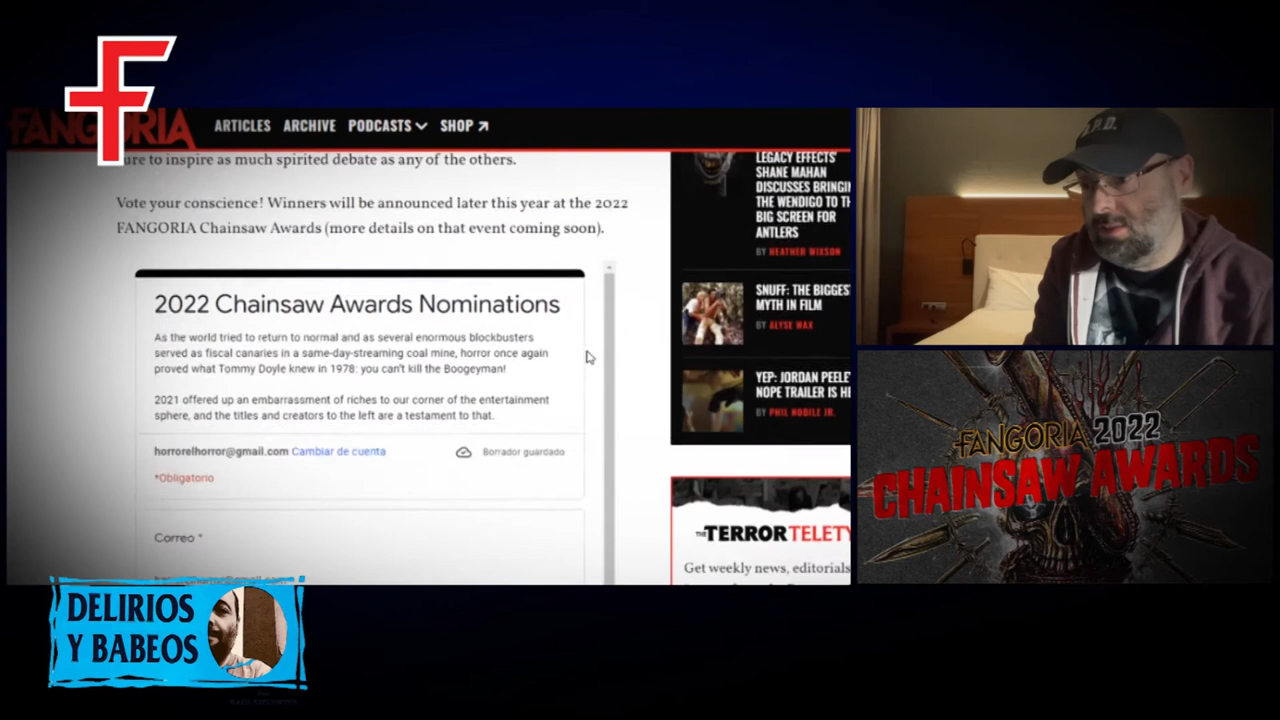 F
FANGORIA
ARTICLES ARCHIVE PODCASTS SHOP
ure to inspire as much spirited debate as any of the others.
Vote your conscience! Winners will be announced later this year at the 2022
FANGORIA Chainsaw Awards (more details on that event coming soon).
2022 Chainsaw Awards Nominations
As the world tried to return to normal and as several enormous blockbusters
served as fiscal canaries in a same-day-streaming coal mine, horror once again
proved what Tommy Doyle knew in 1978: you can't kill the Boogeyman!
2021 offered up an embarrassment of riches to our corner of the entertainment
sphere, and the titles and creators to the left are a testament to that.
horrorelhorror@gmail.com Cambiar de cuenta
Borrador guardado
*Obligatorio
Correo *
LEGACY EFFECTS
SHANE MAHAN
DISCUSSES BRINGI
THE WENDIGO TO TH
BIG SCREEN FOR
ANTLERS
BY HEATHER WIXSON
SNUFF: THE BIGGES
MYTH IN FILM
BY ALYSE WAX
YEP: JORDAN PEELE
NOPE TRAILER IS HE
BY PHIL NOBILE JR.
THE TERROR TELETY
Get weekly news, editorials
FANGORIA 2022
CHAINSAW AWARDS
DELIRIOS
Y BABEOS